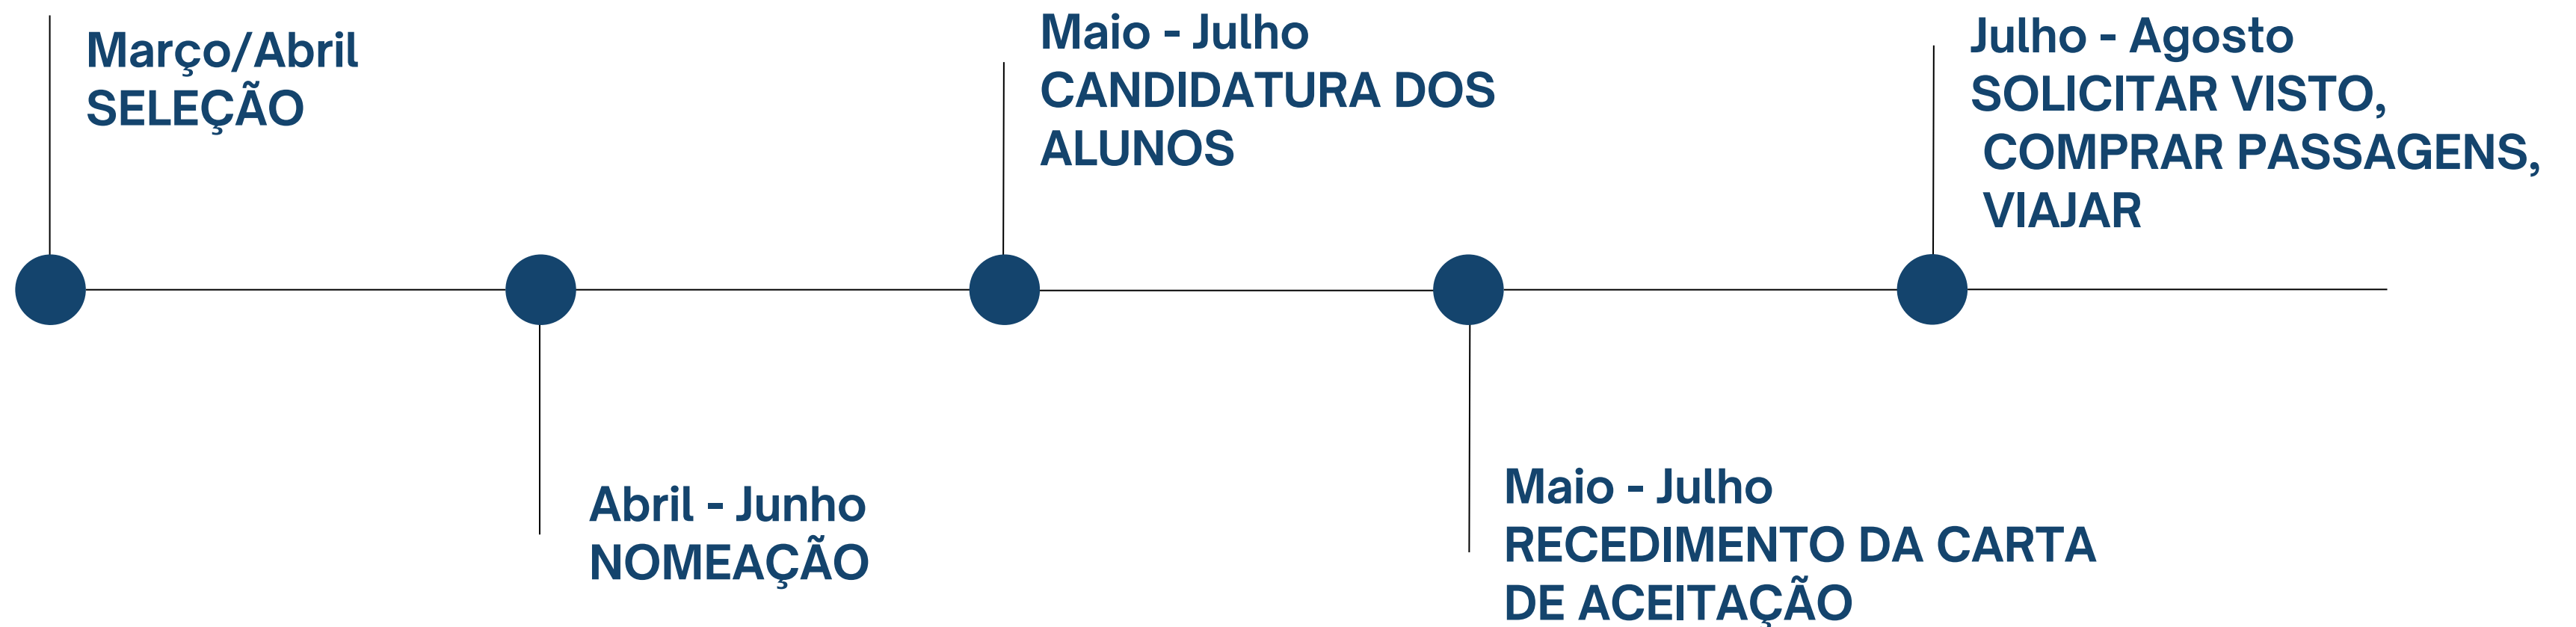 Março/Abril
SELEÇÃO
Abril - Junho
NOMEAÇÃO
Maio - Julho
CANDIDATURA DOS
ALUNOS
Maio - Julho
RECEDIMENTO DA CARTA
DE ACEITAÇÃO
Julho - Agosto
SOLICITAR VISTO,
COMPRAR PASSAGENS,
VIAJAR